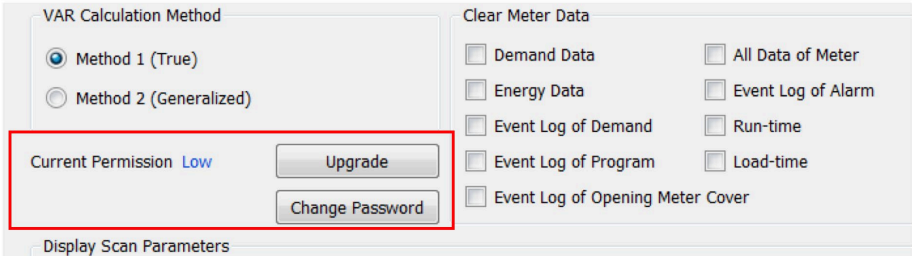 VAR Calculation Method
Method 1 (True)
Method 2 (Generalized)
Current Permission Low
Upgrade
Change Password
Clear Meter Data
Demand Data
All Data of Meter
Energy Data
Event Log of Alarm
Event Log of Demand
Run-time
Event Log of Program
Load-time
Event Log of Opening Meter Cover
Display Scan Parameters